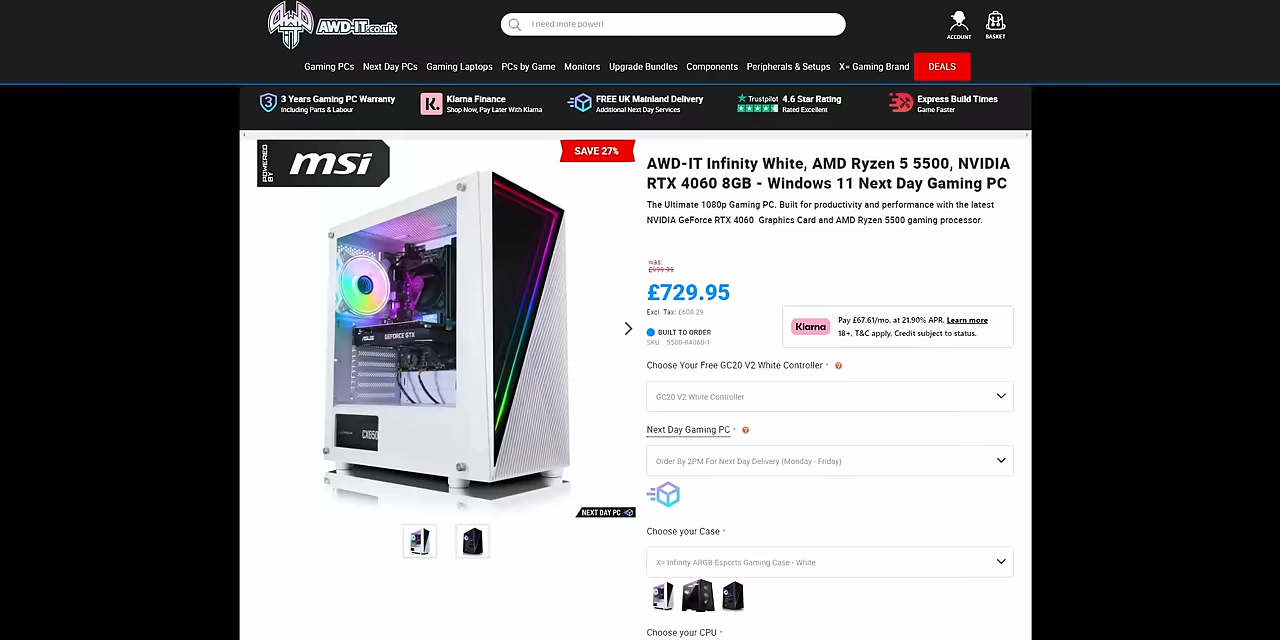 AWD-IT.co.uk
I need more power!
ACCOUNT
BASKET
Gaming PCs Next Day PCs Gaming Laptops PCs by Game Monitors Upgrade Bundles Components Peripherals & Setups X= Gaming Brand DEALS
3 Years Gaming PC Warranty
Including Parts & Labour
K.
Klarna Finance
Shop Now, Pay Later With Klarna
FREE UK Mainland Delivery
Additional Next Day Services
Trustpilot
4.6 Star Rating
Rated Excellent
Express Build Times
Game Faster
POWERED BY
msi
SAVE 27%
AWD-IT Infinity White, AMD Ryzen 5 5500, NVIDIA
RTX 4060 8GB - Windows 11 Next Day Gaming PC
The Ultimate 1080p Gaming PC. Built for productivity and performance with the latest
NVIDIA GeForce RTX 4060 Graphics Card and AMD Ryzen 5500 gaming processor.
was:
£999.99
£729.95
Excl. Tax: £608.29
BUILT TO ORDER
SKU: 5500-R4060-1
Klarna
Pay £67.61/mo. at 21.90% APR. Learn more
18+, T&C apply, Credit subject to status.
Choose Your Free GC20 V2 White Controller *
GC20 V2 White Controller
Next Day Gaming PC *
Order By 2PM For Next Day Delivery (Monday - Friday)
Choose your Case *
X= Infinity ARGB Esports Gaming Case - White
Choose your CPU *
ASUS
GEFORCE GTX
CX650
NEXT DAY PC